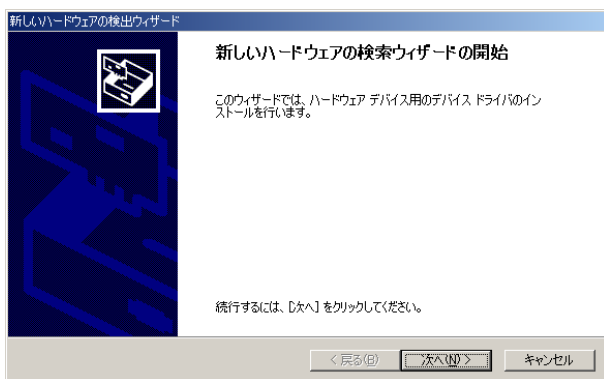 新しいハードウェアの検出ウィザード
新しいハードウェアの検索ウィザードの開始
このウィザードでは、ハードウェア デバイス用のデバイス ドライバのイン
ストールを行います。
続行するには、[次へ] をクリックしてください。
< 戻る(B) 次へ(N) > キャンセル